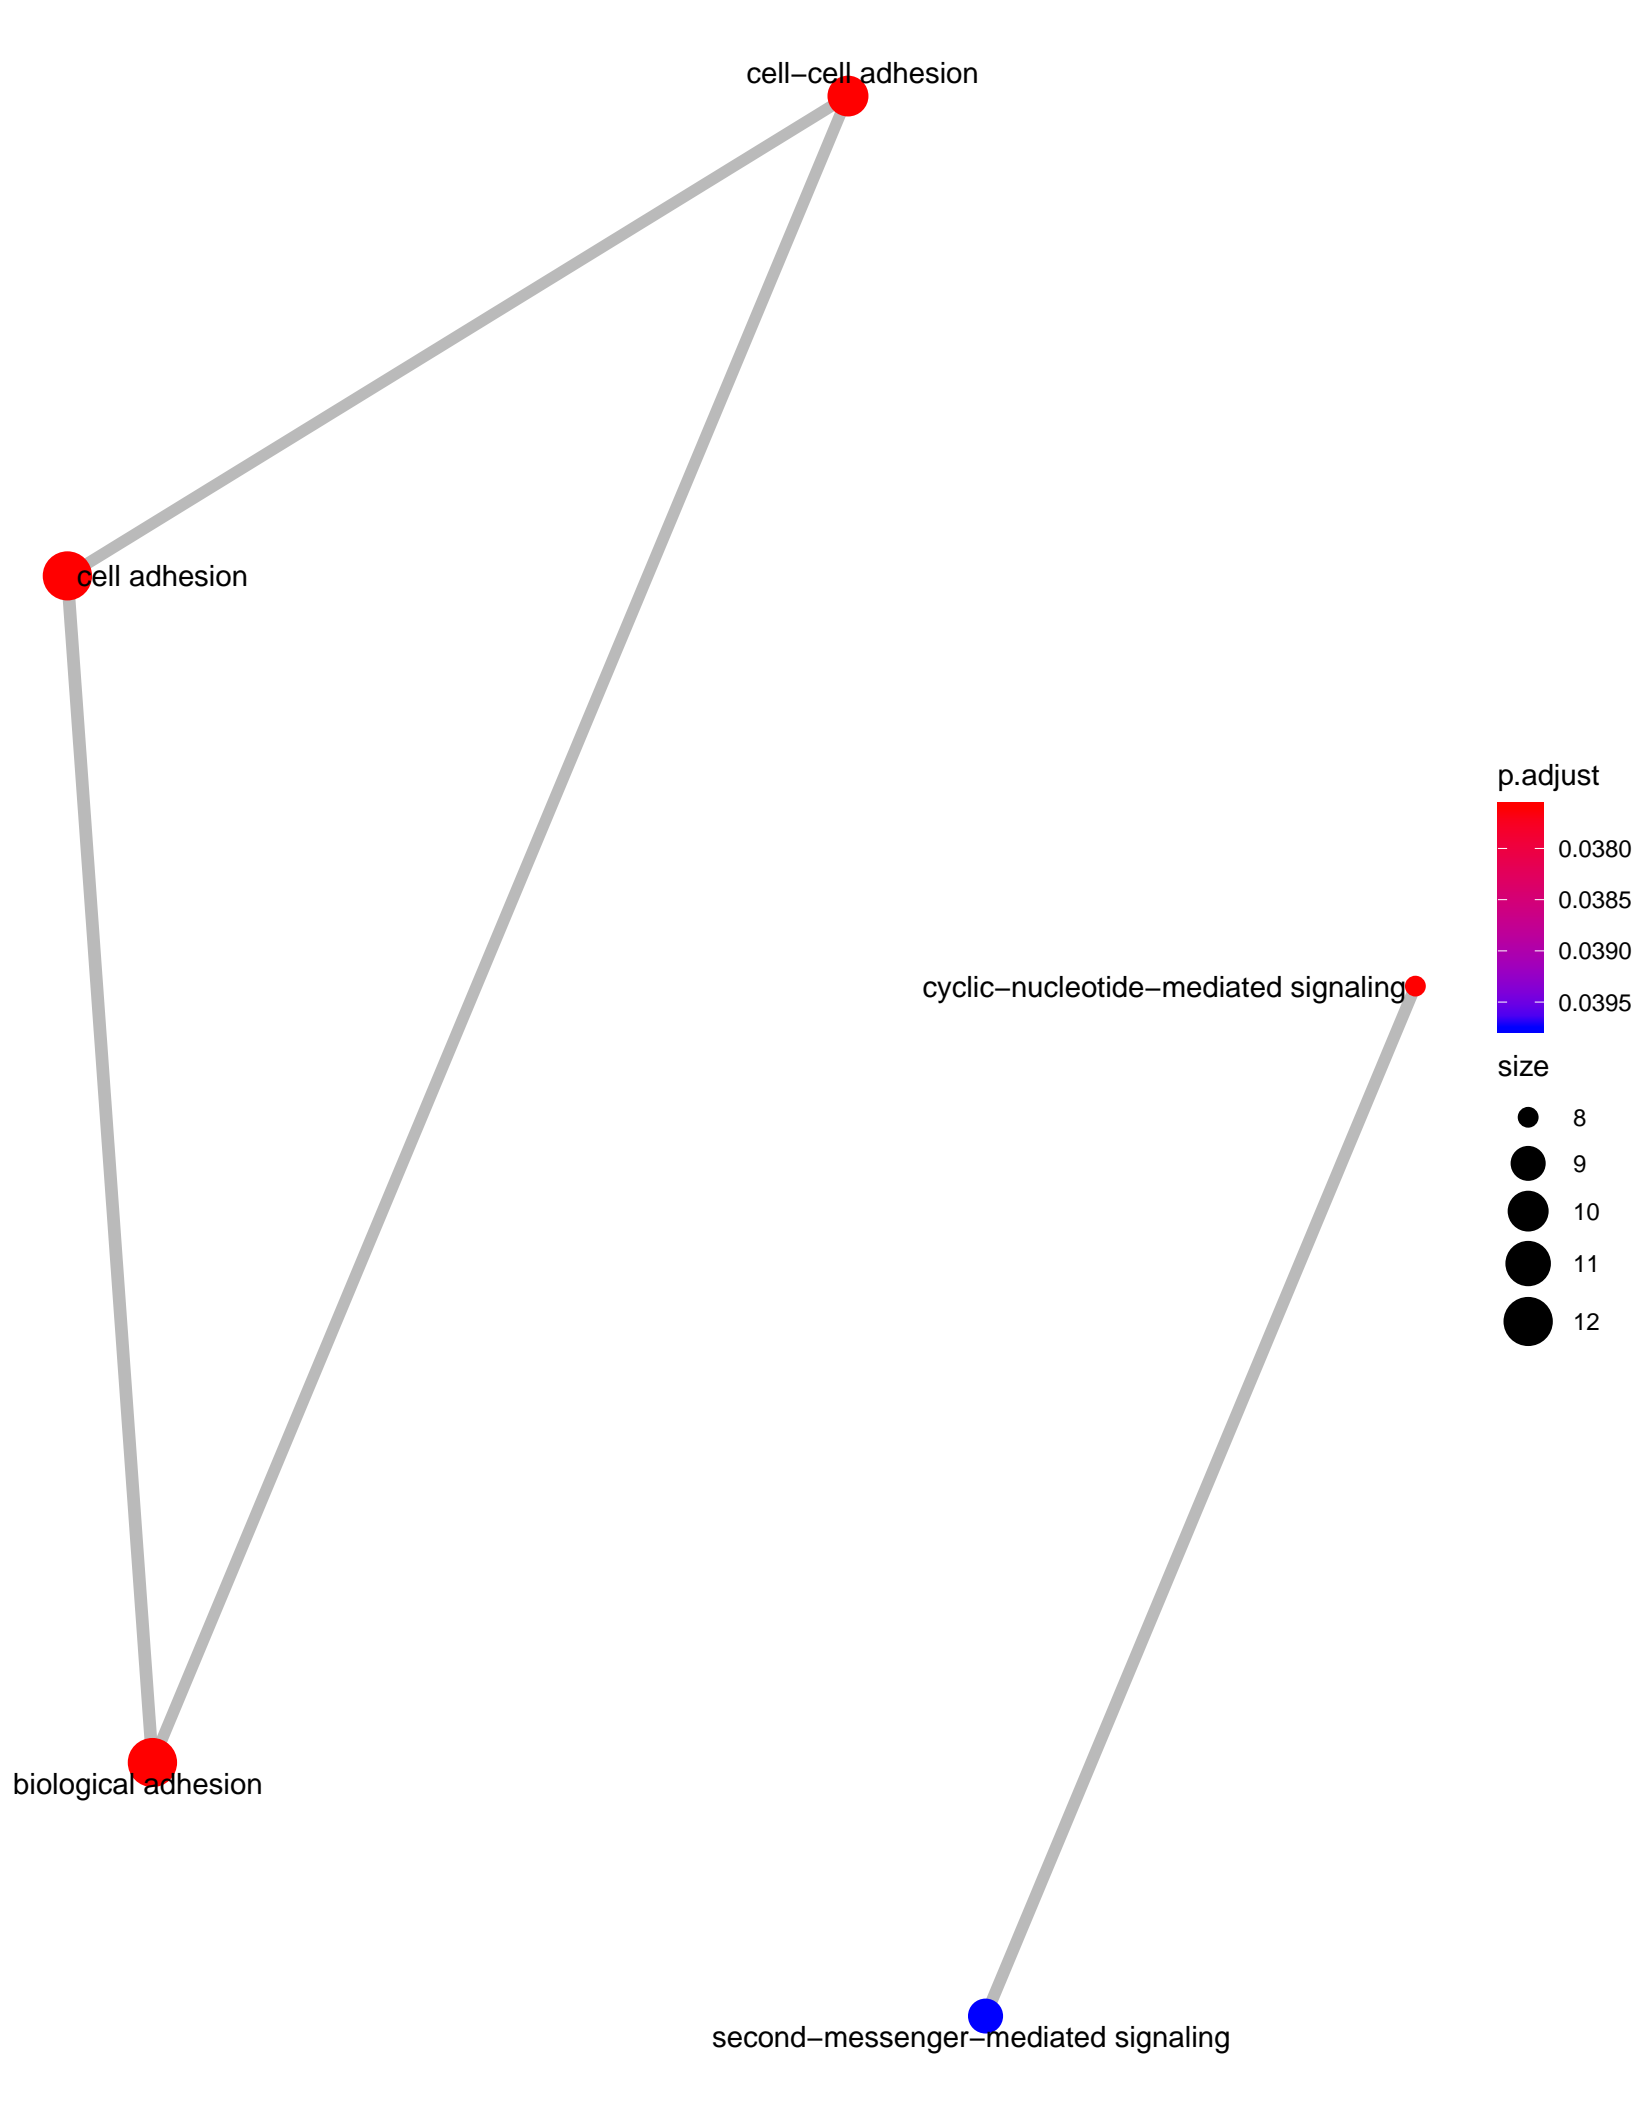 cell−cell adhesion
cell adhesion
p.adjust
0.0380
0.0385
0.0390
0.0395
cyclic−nucleotide−mediated signaling
size
8
9
10
11
12
biological adhesion
second−messenger−mediated signaling